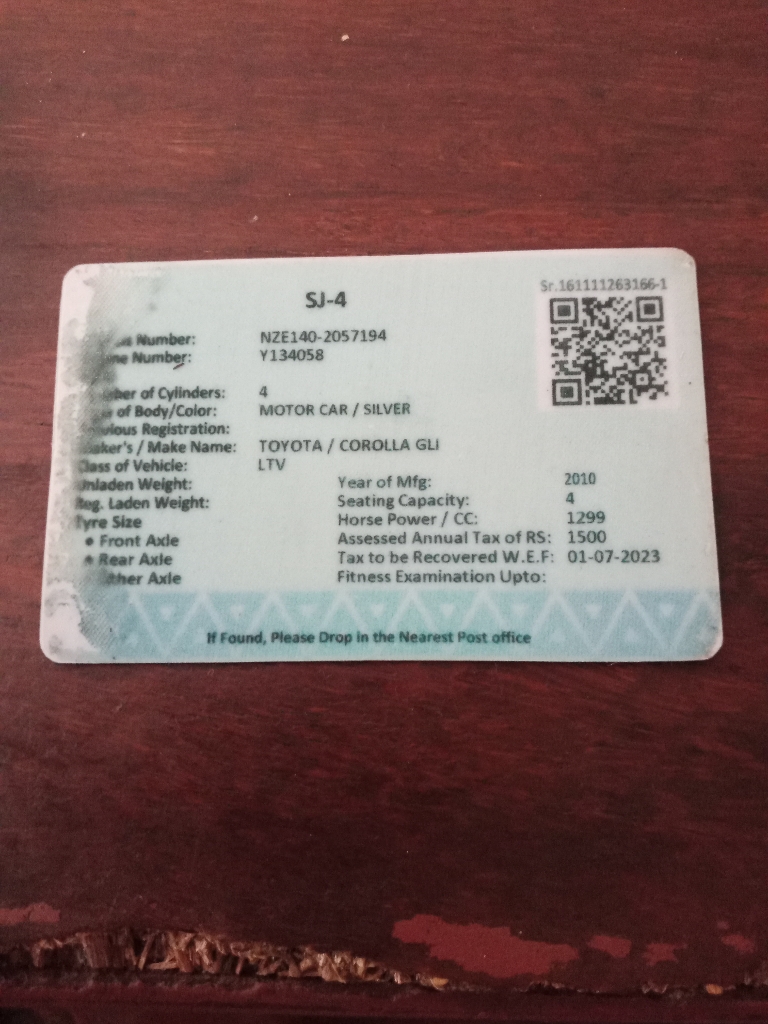 SJ-4
Sr.161111263166-1
Number: NZE140-2057194
Number: Y134058
of Cylinders: 4
of Body/Color: MOTOR CAR / SILVER
Registration:
/ Make Name: TOYOTA / COROLLA GLI
of Vehicle: LTV
Unladen Weight: Year of Mfg: 2010
Reg. Laden Weight: Seating Capacity: 4
Tyre Size Horse Power / CC: 1299
• Front Axle Assessed Annual Tax of RS: 1500
• Rear Axle Tax to be Recovered W.E.F: 01-07-2023
Axle Fitness Examination Upto:
If Found, Please Drop in the Nearest Post office